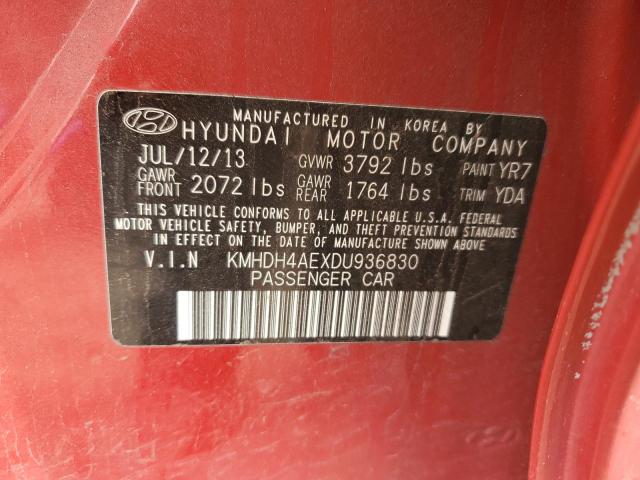 MANUFACTURED IN KOREA BY
HYUNDAI MOTOR COMPANY
JUL/12/13 GVWR 3792 lbs PAINT YR7
GAWR FRONT 2072 lbs GAWR REAR 1764 lbs TRIM YDA
THIS VEHICLE CONFORMS TO ALL APPLICABLE U.S.A. FEDERAL
MOTOR VEHICLE SAFETY, BUMPER, AND THEFT PREVENTION STANDARDS
IN EFFECT ON THE DATE OF MANUFACTURE SHOWN ABOVE.
V.I.N KMHDH4AEXDU936830
PASSENGER CAR